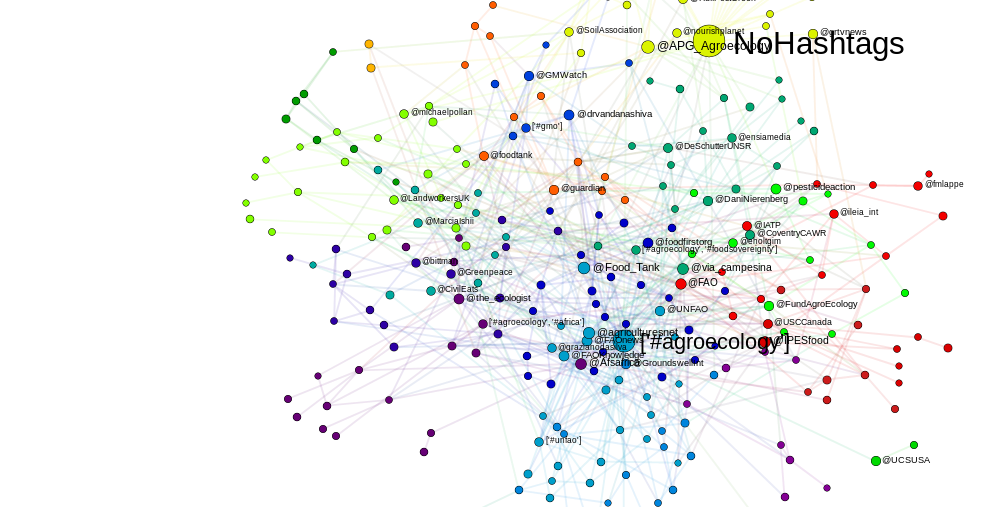 @SoilAssociation
@nourishplanet
@grtvnews
@APG_Agroecology
NoHashtags
@GMWatch
@michaelpollan
@drvandanashiva
['#gmo']
@ensiamedia
@DeSchutterUNSR
@foodtank
@guardian
@pesticideaction
@fmlappe
@LandworkersUK
@DaniNierenberg
@MarciaIshii
@ileia_int
@IATP
@CoventryCAWR
@foodfirstorg
@enoltgim
['#agroecology', '#foodsovereignty']
@bittman
@Greenpeace
@Food_Tank
@via_campesina
@FAO
@CivilEats
@the_ecologist
@FundAgroEcology
@UNFAO
['#agroecology', '#africa']
@USCCanada
@agriculturesnet
['#agroecology']
@IPESfood
@FAOnews
@grazianodasilva
@FAOKnowledge
@Afsafrica
@Groundswellint
['#unfao']
@UCSUSA